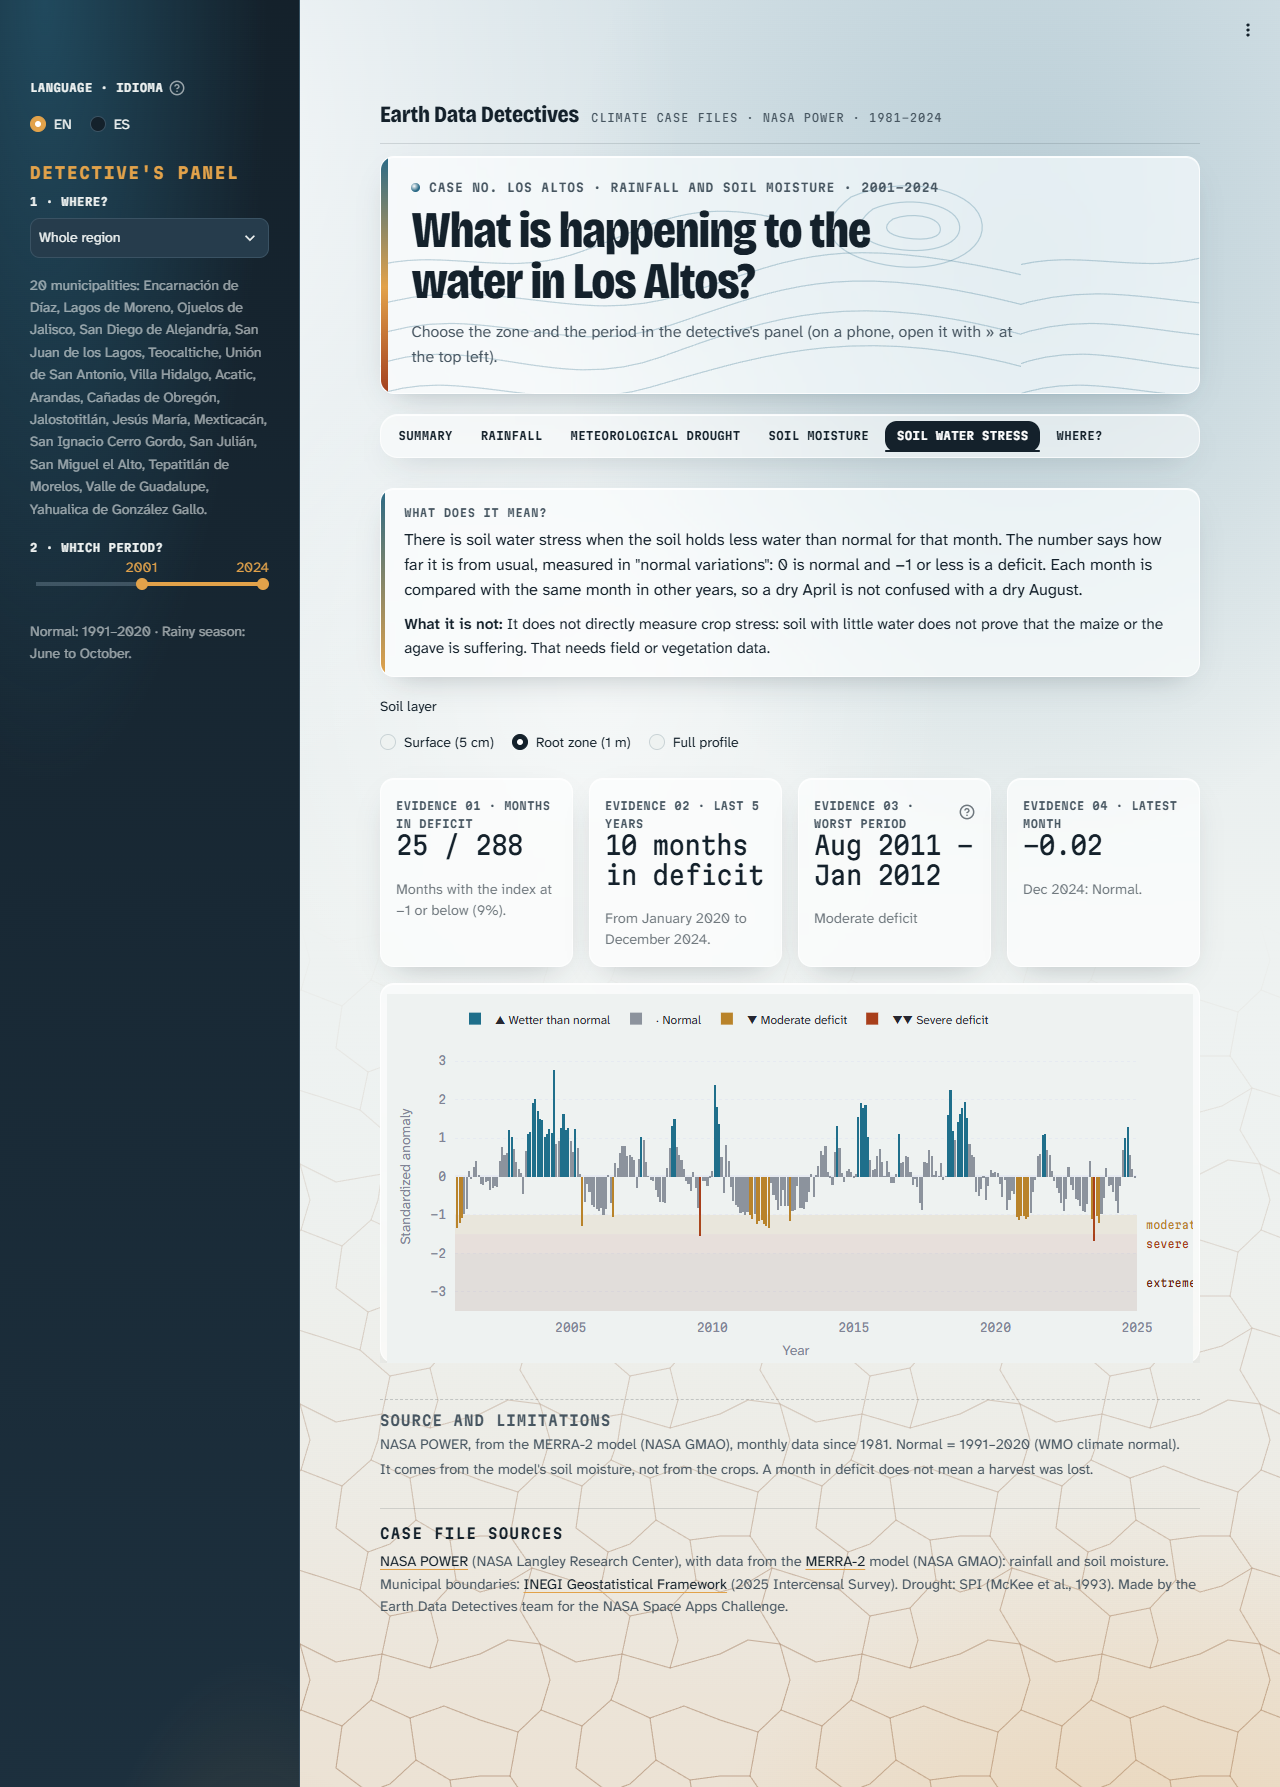 LANGUAGE · IDIOMA ?
EN ES
DETECTIVE'S PANEL
1 · WHERE?
Whole region
20 municipalities: Encarnación de
Díaz, Lagos de Moreno, Ojuelos de
Jalisco, San Diego de Alejandría, San
Juan de los Lagos, Teocaltiche, Unión
de San Antonio, Villa Hidalgo, Acatic,
Arandas, Cañadas de Obregón,
Jalostotitlán, Jesús María, Mexticacán,
San Ignacio Cerro Gordo, San Julián,
San Miguel el Alto, Tepatitlán de
Morelos, Valle de Guadalupe,
Yahualica de González Gallo.
2 · WHICH PERIOD?
2001 2024
Normal: 1991–2020 · Rainy season:
June to October.
Earth Data Detectives CLIMATE CASE FILES · NASA POWER · 1981–2024
CASE NO. LOS ALTOS · RAINFALL AND SOIL MOISTURE · 2001–2024
What is happening to the
water in Los Altos?
Choose the zone and the period in the detective's panel (on a phone, open it with » at
the top left).
SUMMARY RAINFALL METEOROLOGICAL DROUGHT SOIL MOISTURE SOIL WATER STRESS WHERE?
WHAT DOES IT MEAN?
There is soil water stress when the soil holds less water than normal for that month. The number says how
far it is from usual, measured in "normal variations": 0 is normal and −1 or less is a deficit. Each month is
compared with the same month in other years, so a dry April is not confused with a dry August.
What it is not: It does not directly measure crop stress: soil with little water does not prove that the maize or the
agave is suffering. That needs field or vegetation data.
Soil layer
Surface (5 cm) Root zone (1 m) Full profile
EVIDENCE 01 · MONTHS
IN DEFICIT
25 / 288
Months with the index at
−1 or below (9%).
EVIDENCE 02 · LAST 5
YEARS
10 months
in deficit
From January 2020 to
December 2024.
EVIDENCE 03 ·
WORST PERIOD
?
Aug 2011 –
Jan 2012
Moderate deficit
EVIDENCE 04 · LATEST
MONTH
−0.02
Dec 2024: Normal.
▲ Wetter than normal · Normal ▼ Moderate deficit ▼▼ Severe deficit
3
2
1
0
−1
−2
−3
Standardized anomaly
moderat
severe
extreme
2005 2010 2015 2020 2025
Year
SOURCE AND LIMITATIONS
NASA POWER, from the MERRA-2 model (NASA GMAO), monthly data since 1981. Normal = 1991–2020 (WMO climate normal).
It comes from the model's soil moisture, not from the crops. A month in deficit does not mean a harvest was lost.
CASE FILE SOURCES
NASA POWER (NASA Langley Research Center), with data from the MERRA-2 model (NASA GMAO): rainfall and soil moisture.
Municipal boundaries: INEGI Geostatistical Framework (2025 Intercensal Survey). Drought: SPI (McKee et al., 1993). Made by the
Earth Data Detectives team for the NASA Space Apps Challenge.